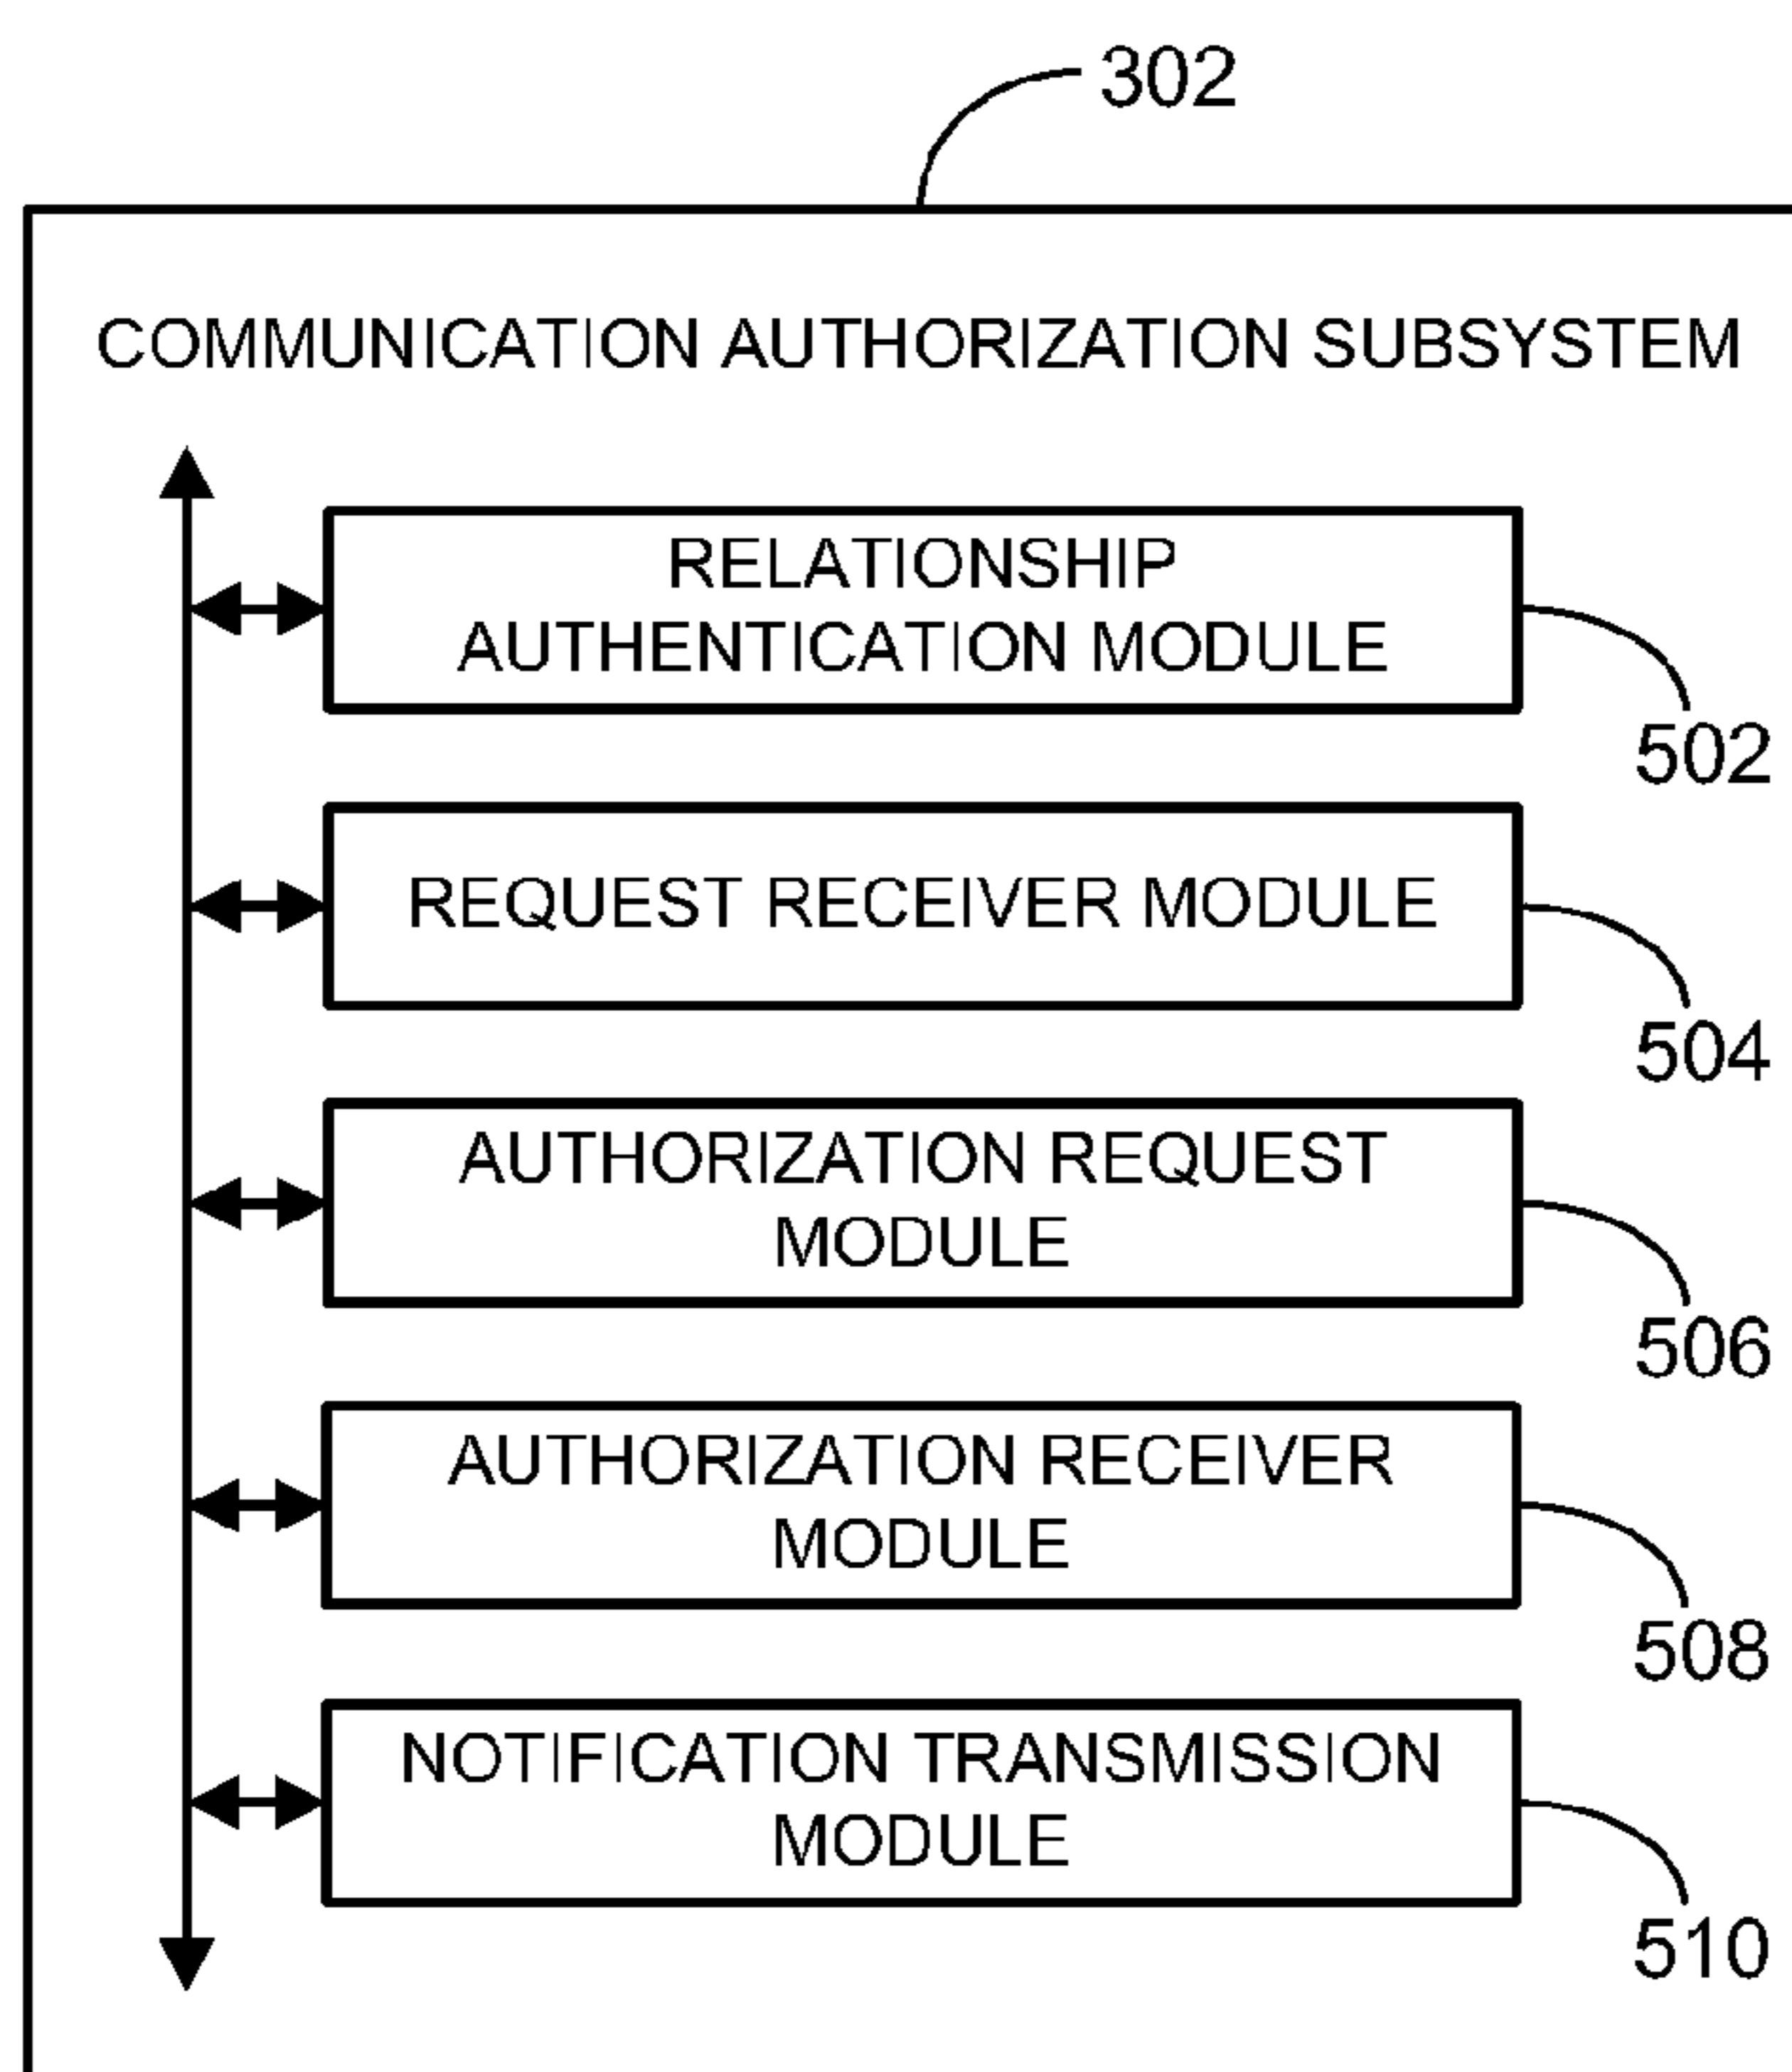 302
COMMUNICATION AUTHORIZATION SUBSYSTEM
RELATIONSHIP
AUTHENTICATION MODULE
502
REQUEST RECEIVER MODULE
504
AUTHORIZATION REQUEST
MODULE
506
AUTHORIZATION RECEIVER
MODULE
508
NOTIFICATION TRANSMISSION
MODULE
510